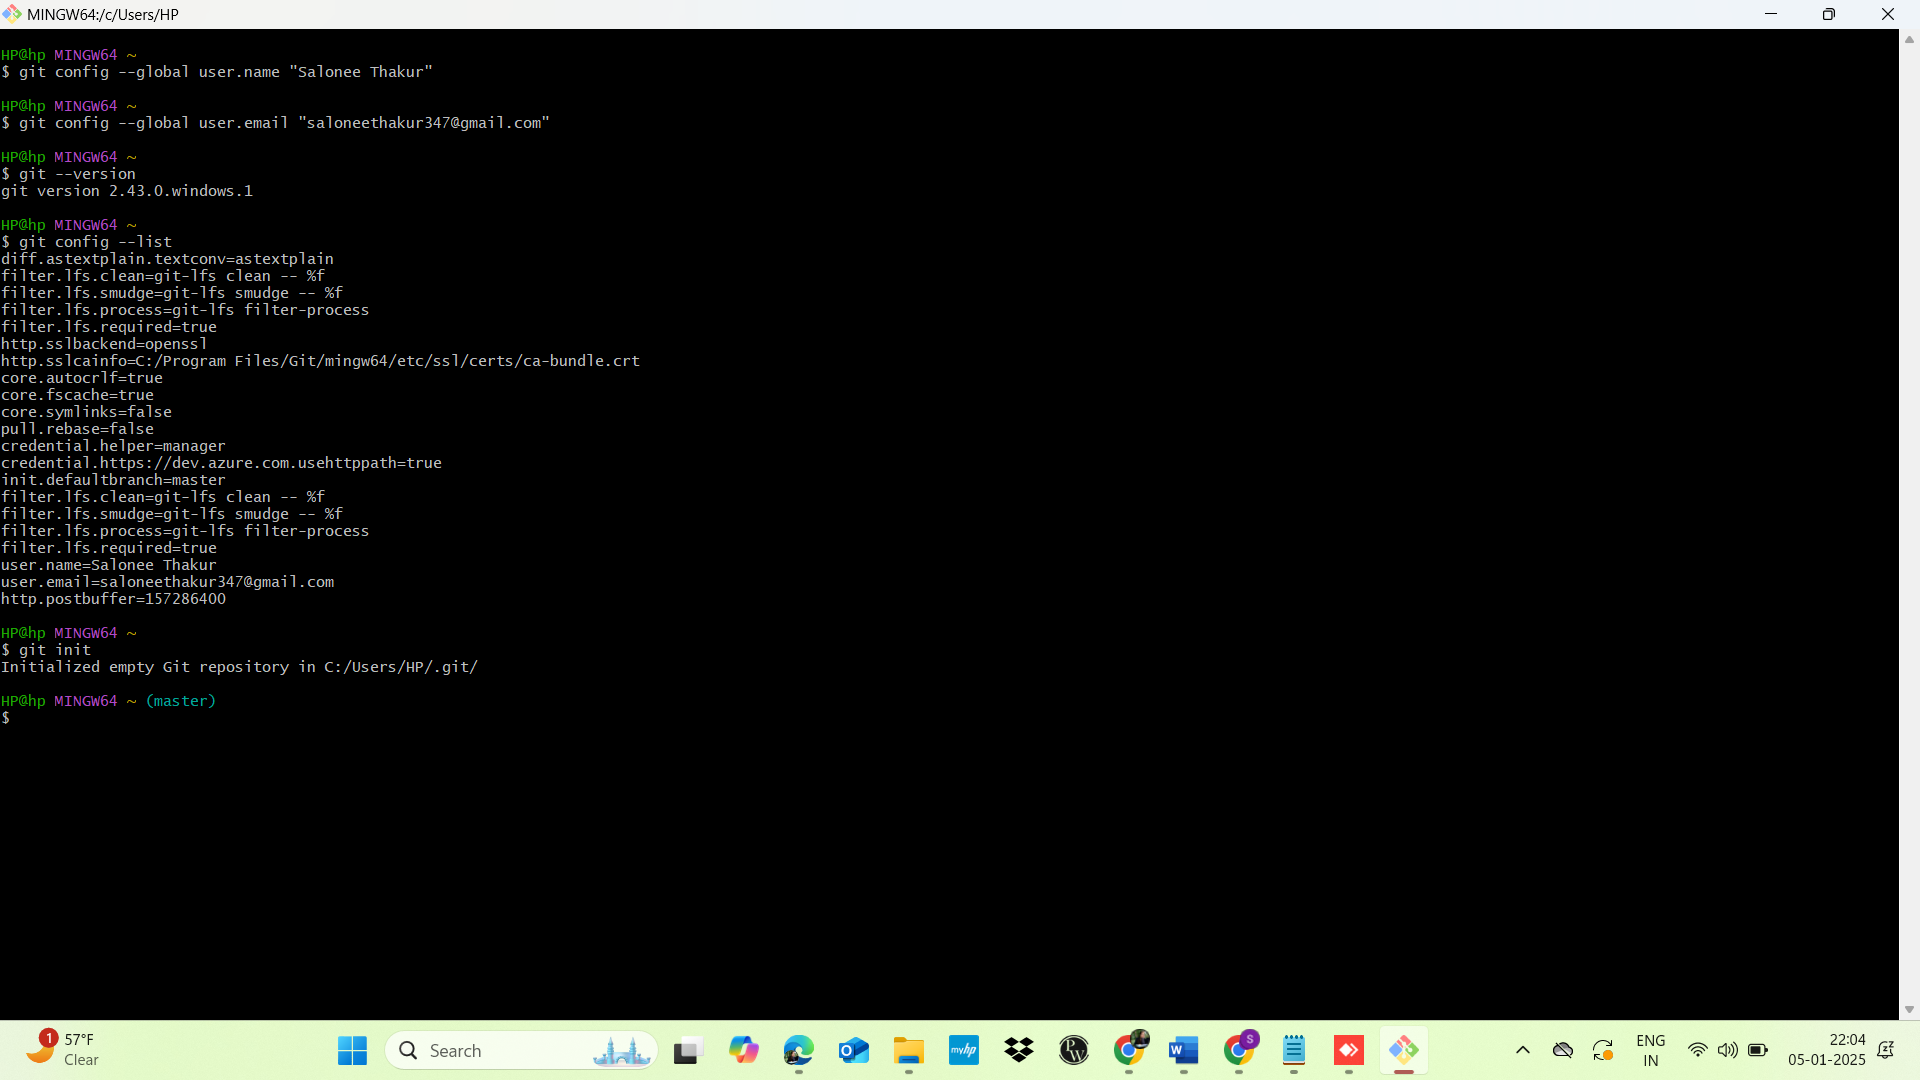 MINGW64:/c/Users/HP
HP@hp MINGW64 ~
$ git config --global user.name "Salonee Thakur"
HP@hp MINGW64 ~
$ git config --global user.email "saloneethakur347@gmail.com"
HP@hp MINGW64 ~
$ git --version
git version 2.43.0.windows.1
HP@hp MINGW64 ~
$ git config --list
diff.astextplain.textconv=astextplain
filter.lfs.clean=git-lfs clean -- %f
filter.lfs.smudge=git-lfs smudge -- %f
filter.lfs.process=git-lfs filter-process
filter.lfs.required=true
http.sslbackend=openssl
http.sslcainfo=C:/Program Files/Git/mingw64/etc/ssl/certs/ca-bundle.crt
core.autocrlf=true
core.fscache=true
core.symlinks=false
pull.rebase=false
credential.helper=manager
credential.https://dev.azure.com.usehttppath=true
init.defaultbranch=master
filter.lfs.clean=git-lfs clean -- %f
filter.lfs.smudge=git-lfs smudge -- %f
filter.lfs.process=git-lfs filter-process
filter.lfs.required=true
user.name=Salonee Thakur
user.email=saloneethakur347@gmail.com
http.postbuffer=157286400
HP@hp MINGW64 ~
$ git init
Initialized empty Git repository in C:/Users/HP/.git/
HP@hp MINGW64 ~ (master)
$
1
57°F
Clear
Search
myhp
PW
W
S
ENG
IN
22:04
05-01-2025